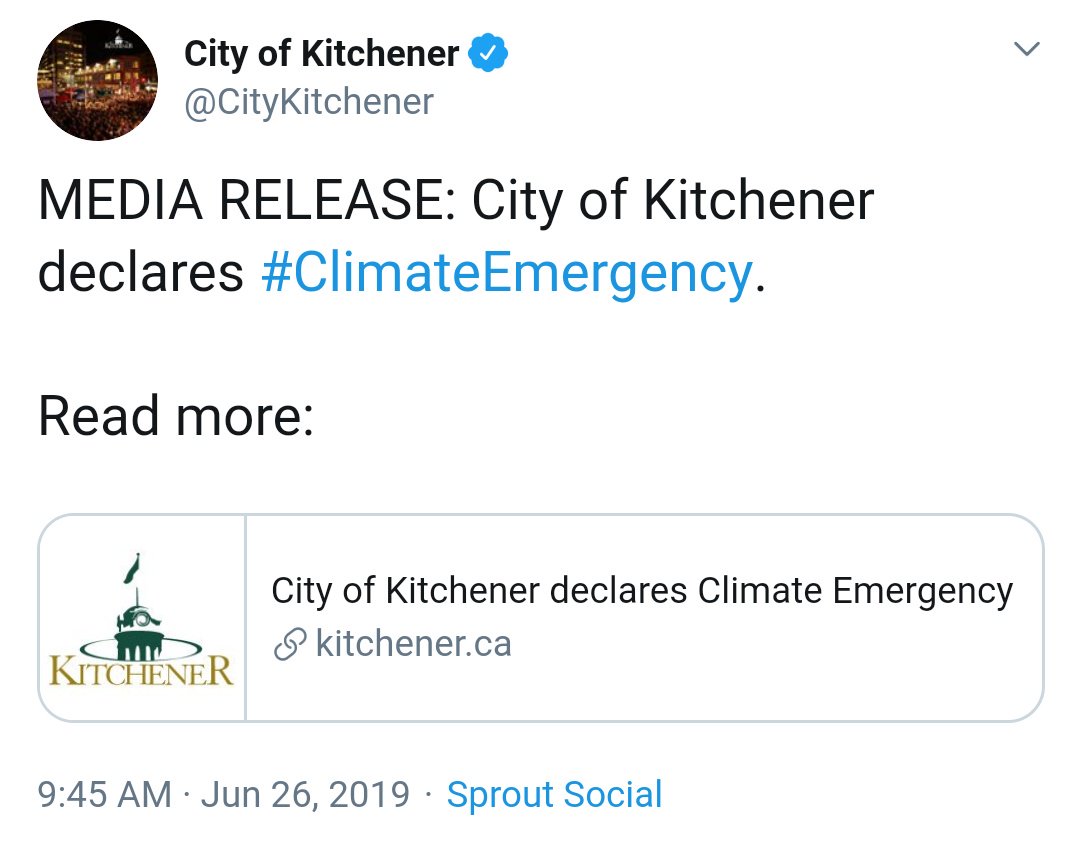 City of Kitchener
@CityKitchener
MEDIA RELEASE: City of Kitchener
declares #ClimateEmergency.
Read more:
KITCHENER
City of Kitchener declares Climate Emergency
kitchener.ca
9:45 AM · Jun 26, 2019 · Sprout Social